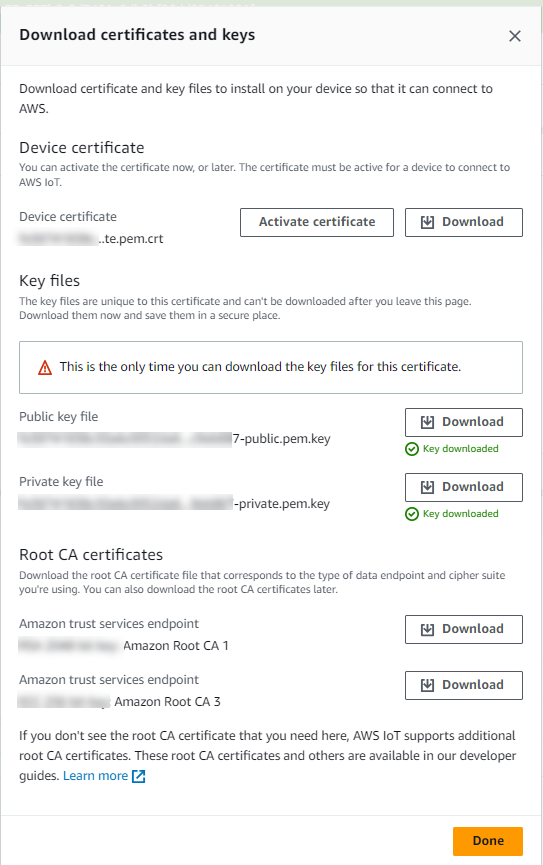 Download certificates and keys
Download certificate and key files to install on your device so that it can connect to
AWS.
Device certificate
You can activate the certificate now, or later. The certificate must be active for a device to connect to
AWS IoT.
Device certificate
..te.pem.crt
Activate certificate
Download
Key files
The key files are unique to this certificate and can't be downloaded after you leave this page.
Download them now and save them in a secure place.
This is the only time you can download the key files for this certificate.
Public key file
7-public.pem.key
Download
Key downloaded
Private key file
-private.pem.key
Download
Key downloaded
Root CA certificates
Download the root CA certificate file that corresponds to the type of data endpoint and cipher suite
you're using. You can also download the root CA certificates later.
Amazon trust services endpoint
Amazon Root CA 1
Download
Amazon trust services endpoint
Amazon Root CA 3
Download
If you don't see the root CA certificate that you need here, AWS IoT supports additional
root CA certificates. These root CA certificates and others are available in our developer
guides. Learn more
Done